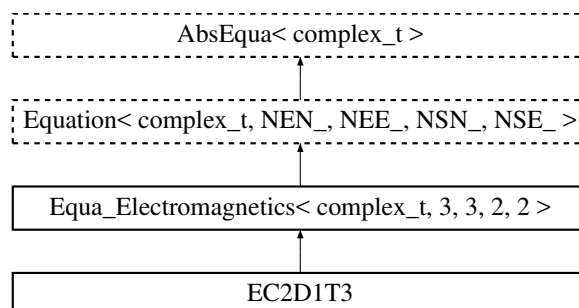 AbsEqua< complex_t >
Equation< complex_t, NEN_, NEE_, NSN_, NSE_ >
Equa_Electromagnetics< complex_t, 3, 3, 2, 2 >
EC2D1T3